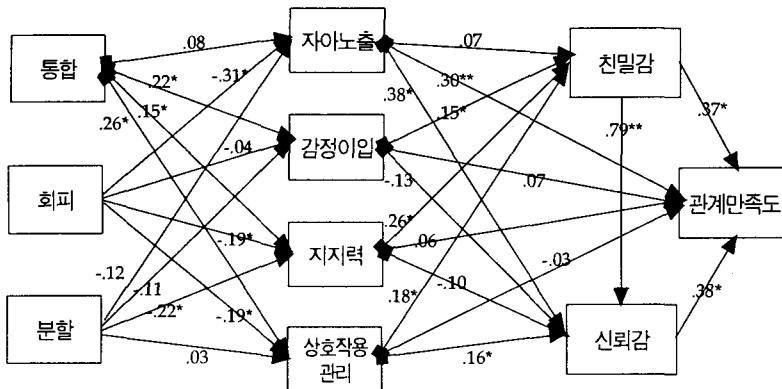 통합
회피
분할
자아노출
감정이입
지지력
상호작용
관리
친밀감
신뢰감
관계만족도
.08
.22*
.15*
.26*
-.31*
-.04
-.19*
-.19*
-.12
-.11
-.22*
.03
.07
.30**
.38*
.15*
-.13
.07
.26*
.06
-.10
.18*
-.03
.16*
.79**
.37*
.38*